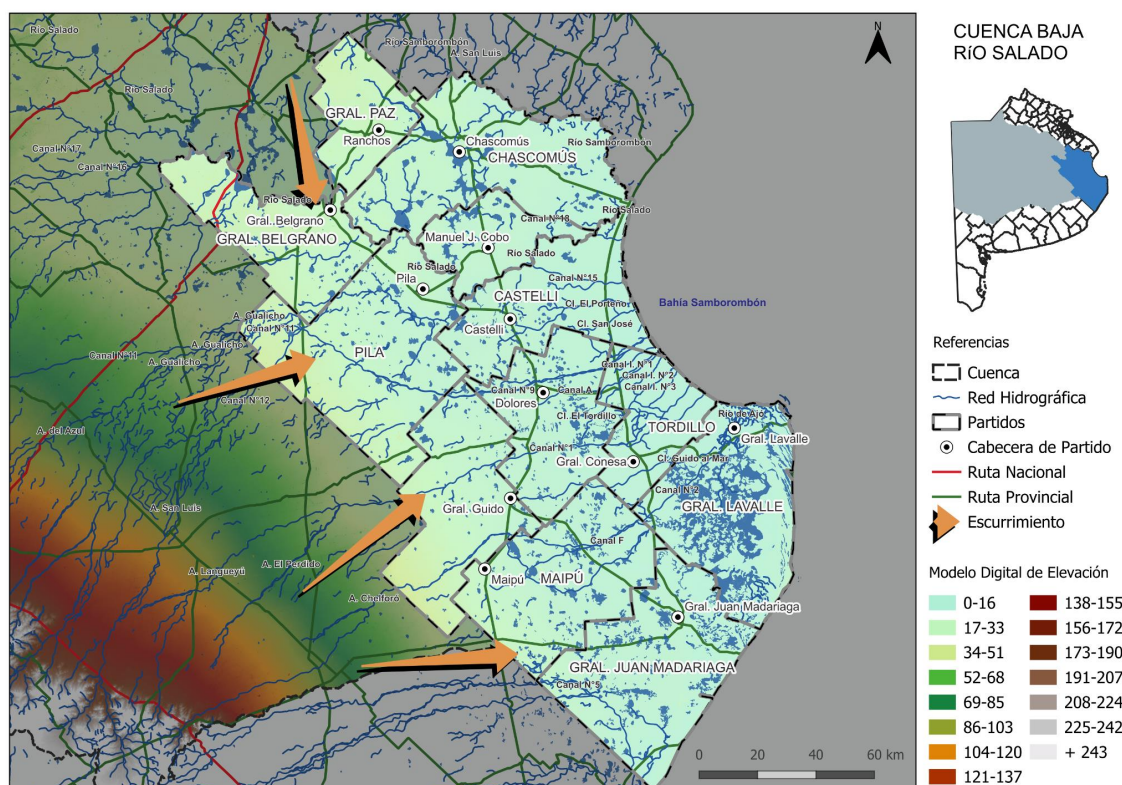 Río Salado
Río Samborombón
A. San Luis
N
Río Salado
GRAL. PAZ
Ranchos
Chascomús
CHASCOMÚS
Río Samborombón
Canal N°17
Canal N°16
Río Salado
Río Salado
Gral. Belgrano
GRAL. BELGRANO
Canal N°18
Manuel J. Cobo
Río Salado
Río Salado
Pila
Canal N°15
CASTELLI
Cl. El Porteño
Bahía Samborombón
A. Gualicho
Canal N°11
Castelli
Cl. San José
A. Gualicho
Canal N°11
A. Gualicho
PILA
Canal I. N°1
Canal I. N°2
Canal I. N°3
Canal N°9
Canal A
Dolores
Canal N°12
Cl. El Tordillo
Río de Ajó
TORDILLO
Gral. Lavalle
A. del Azul
Canal N°1
Gral. Conesa
Cl. Guido al Mar
Canal N°2
A. San Luis
Gral. Guido
GRAL. LAVALLE
Canal F
A. Langueyú
A. El Perdido
Maipú
MAIPÚ
A. Chelforó
Gral. Juan Madariaga
GRAL. JUAN MADARIAGA
Canal N°5
0 20 40 60 km
CUENCA BAJA
RÍO SALADO
Referencias
Cuenca
Red Hidrográfica
Partidos
Cabecera de Partido
Ruta Nacional
Ruta Provincial
Escurrimiento
Modelo Digital de Elevación
0-16
17-33
34-51
52-68
69-85
86-103
104-120
121-137
138-155
156-172
173-190
191-207
208-224
225-242
+ 243